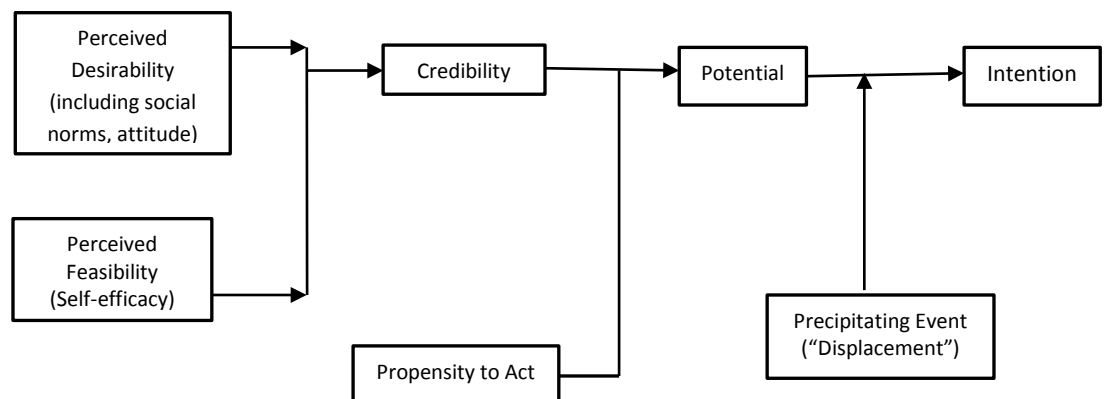 Perceived
Desirability
(including social
norms, attitude)
Credibility
Potential
Intention
Perceived
Feasibility
(Self-efficacy)
Precipitating Event
(“Displacement”)
Propensity to Act